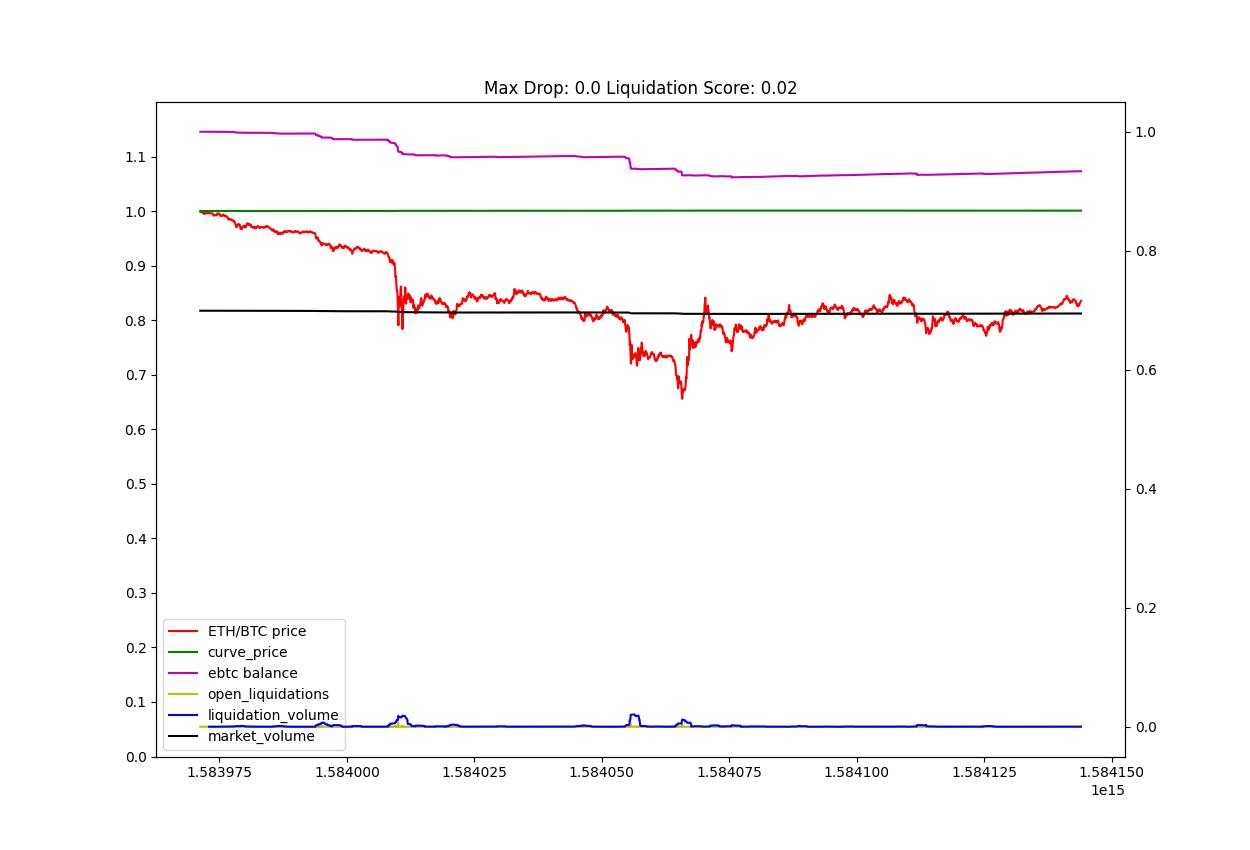 Max Drop: 0.0 Liquidation Score: 0.02
1.1
1.0
0.9
0.8
0.7
0.6
0.5
0.4
0.3
0.2
0.1
0.0
1.0
0.8
0.6
0.4
0.2
0.0
ETH/BTC price
curve_price
ebtc balance
open_liquidations
liquidation_volume
market_volume
1.583975 1.584000 1.584025 1.584050 1.584075 1.584100 1.584125 1.584150
1e15